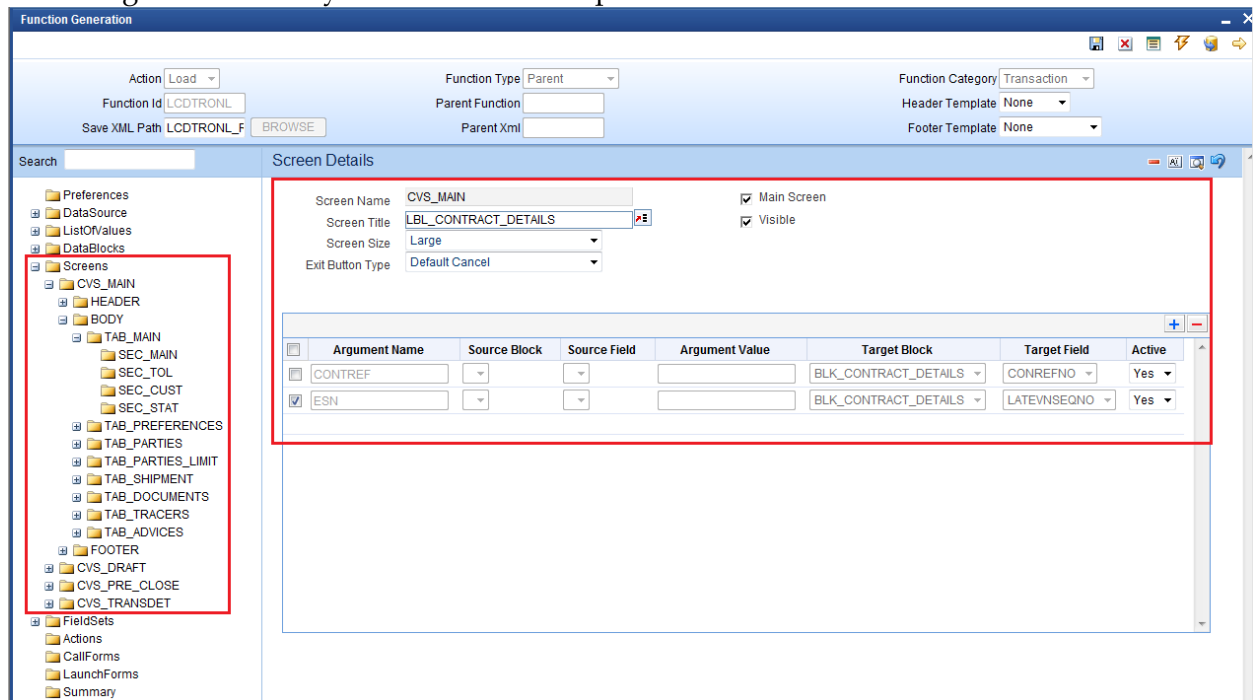 Function Generation
Action Load Function Type Parent Function Category Transaction
Function Id LCDTRONL Parent Function Header Template None
Save XML Path LCDTRONL_F BROWSE Parent Xml Footer Template None
Search Screen Details
Preferences
DataSource
ListOfValues
DataBlocks
Screens
CVS_MAIN
HEADER
BODY
TAB_MAIN
SEC_MAIN
SEC_TOL
SEC_CUST
SEC_STAT
TAB_PREFERENCES
TAB_PARTIES
TAB_PARTIES_LIMIT
TAB_SHIPMENT
TAB_DOCUMENTS
TAB_TRACERS
TAB_ADVICES
FOOTER
CVS_DRAFT
CVS_PRE_CLOSE
CVS_TRANSDET
FieldSets
Actions
CallForms
LaunchForms
Summary
Screen Name CVS_MAIN Main Screen
Screen Title LBL_CONTRACT_DETAILS Visible
Screen Size Large
Exit Button Type Default Cancel
Argument Name Source Block Source Field Argument Value Target Block Target Field Active
CONTREF BLK_CONTRACT_DETAILS CONREFNO Yes
ESN BLK_CONTRACT_DETAILS LATEVNSEQNO Yes